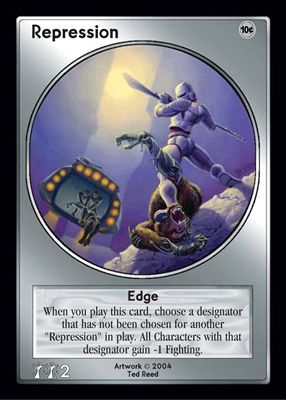 Repression
10¢
Edge
When you play this card, choose a designator
that has not been chosen for another
"Repression" in play. All Characters with that
designator gain -1 Fighting.
Artwork © 2004
Ted Reed
2